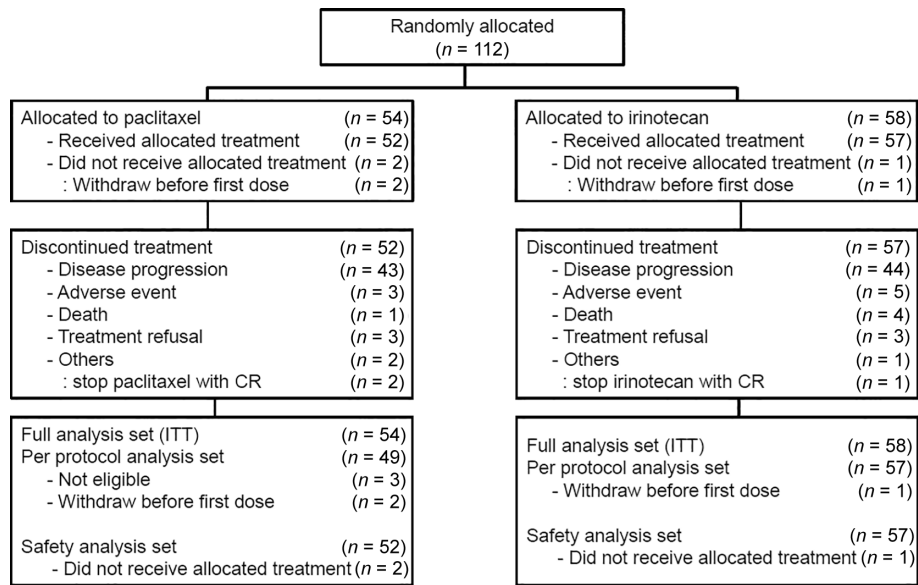 Randomly allocated
(n = 112)
Allocated to paclitaxel (n = 54)
- Received allocated treatment (n = 52)
- Did not receive allocated treatment (n = 2)
: Withdraw before first dose (n = 2)
Allocated to irinotecan (n = 58)
- Received allocated treatment (n = 57)
- Did not receive allocated treatment (n = 1)
: Withdraw before first dose (n = 1)
Discontinued treatment (n = 52)
- Disease progression (n = 43)
- Adverse event (n = 3)
- Death (n = 1)
- Treatment refusal (n = 3)
- Others (n = 2)
: stop paclitaxel with CR (n = 2)
Discontinued treatment (n = 57)
- Disease progression (n = 44)
- Adverse event (n = 5)
- Death (n = 4)
- Treatment refusal (n = 3)
- Others (n = 1)
: stop irinotecan with CR (n = 1)
Full analysis set (ITT) (n = 54)
Per protocol analysis set (n = 49)
- Not eligible (n = 3)
- Withdraw before first dose (n = 2)
Safety analysis set (n = 52)
- Did not receive allocated treatment (n = 2)
Full analysis set (ITT) (n = 58)
Per protocol analysis set (n = 57)
- Withdraw before first dose (n = 1)
Safety analysis set (n = 57)
- Did not receive allocated treatment (n = 1)